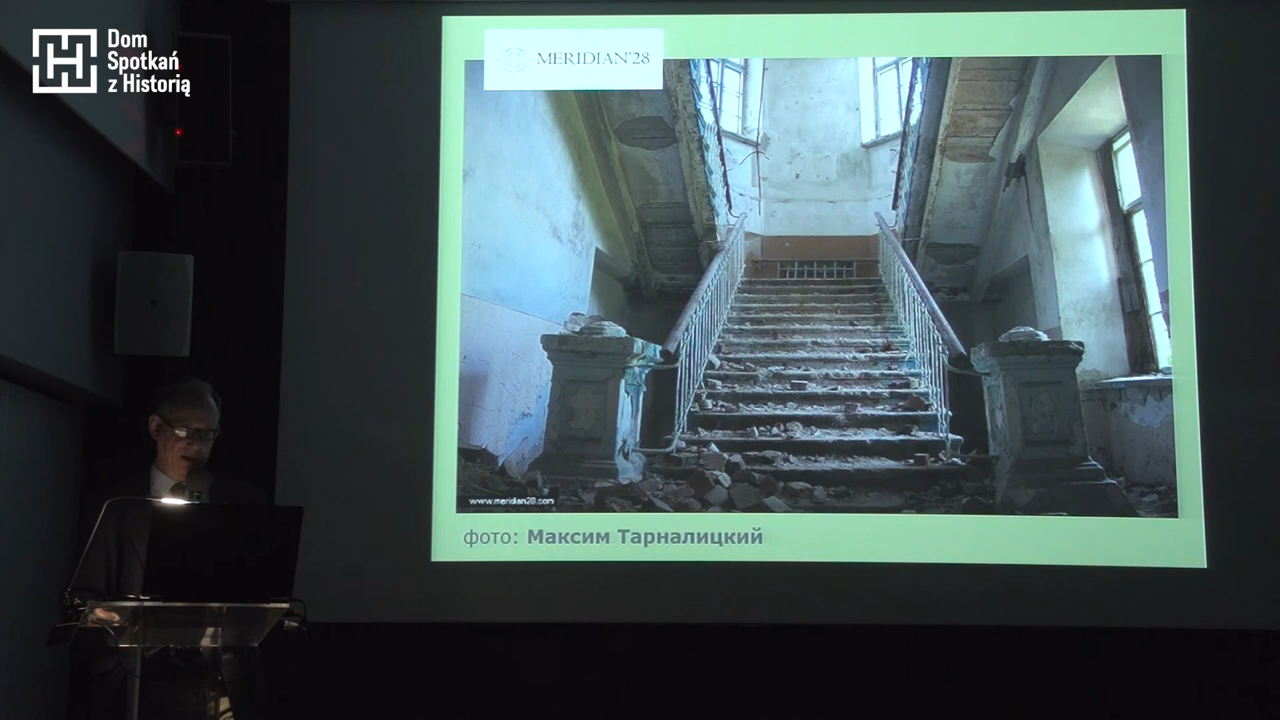 Dom
Spotkań
z Historią
MERIDIAN'28
www.meridian28.com
фото: Максим Тарналицкий